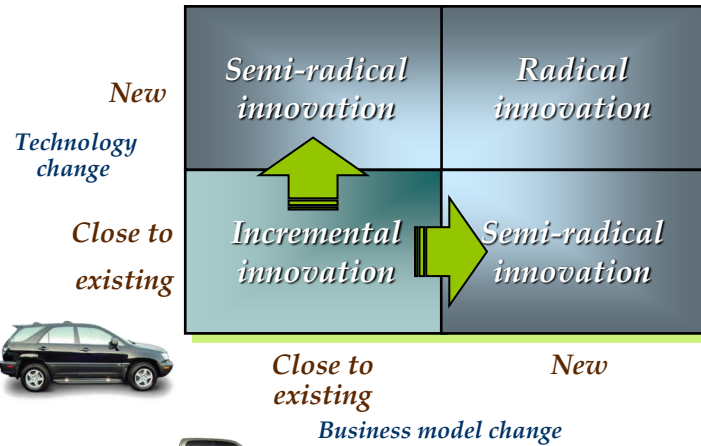 Semi-radical
innovation
Radical
innovation
New
Technology
change
Close to
existing
Incremental
innovation
Semi-radical
innovation
Close to
existing
New
Business model change